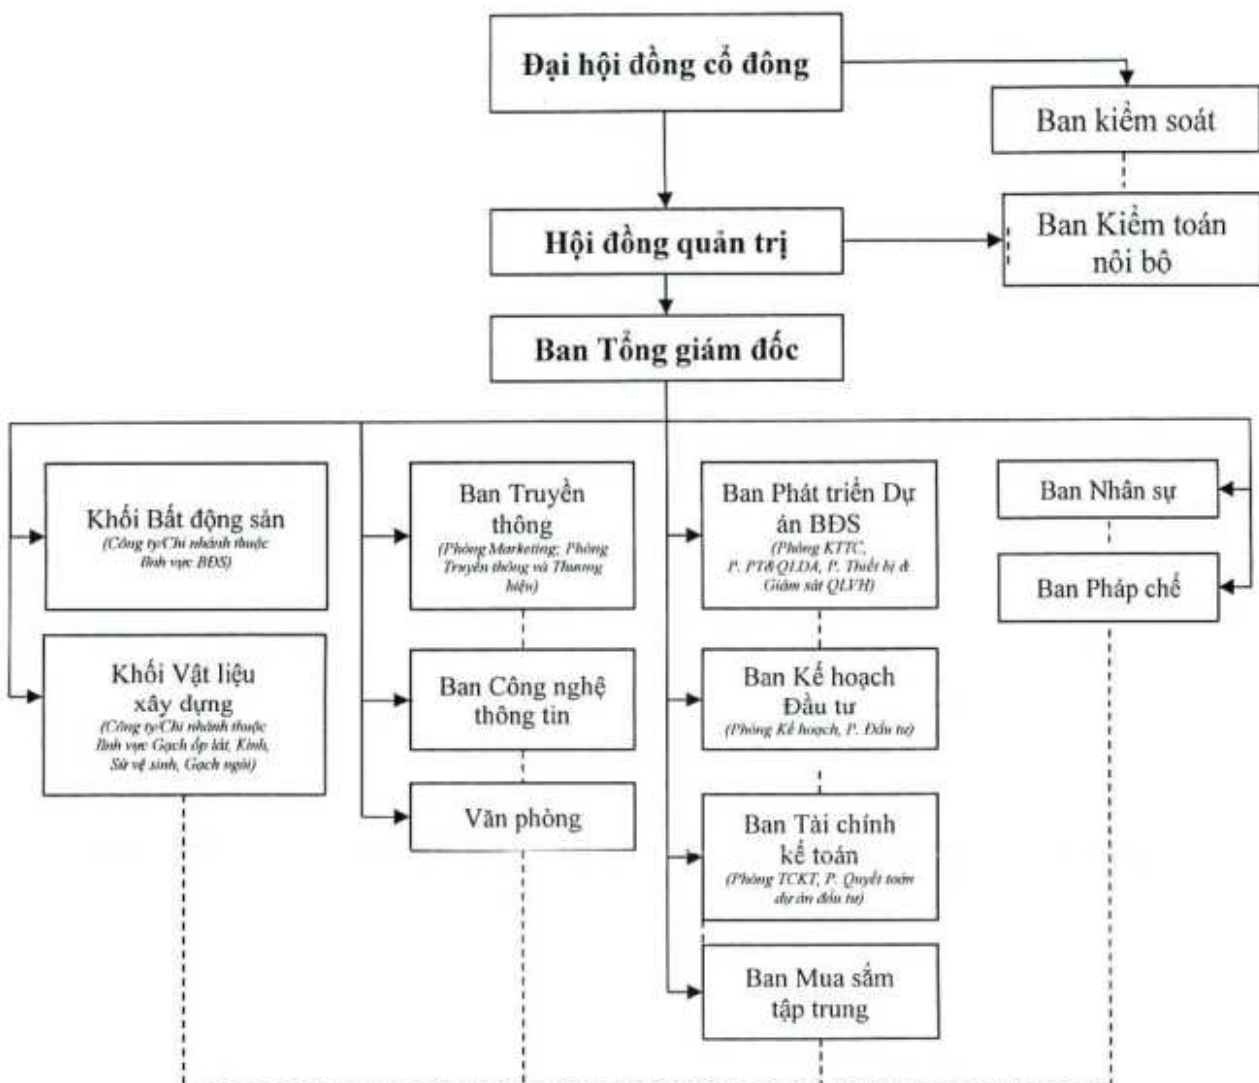 Đại hội đồng cổ đông
Ban kiểm soát
Hội đồng quản trị
Ban Kiểm toán
nôi bộ
Ban Tổng giám đốc
Khối Bất động sản
(Công ty/Chi nhánh thuộc
lĩnh vực BĐS)
Khối Vật liệu
xây dựng
(Công ty/Chi nhánh thuộc
lĩnh vực Gạch ốp lát, Kính,
Sứ vệ sinh, Gạch ngói)
Ban Truyền
thông
(Phòng Marketing; Phòng
Truyền thông và Thương
hiệu)
Ban Công nghệ
thông tin
Văn phòng
Ban Phát triển Dự
án BĐS
(Phòng KTTC,
P. PT&QLDA, P. Thiết bị &
Giám sát QLVH)
Ban Kế hoạch
Đầu tư
(Phòng Kế hoạch, P. Đầu tư)
Ban Tài chính
kế toán
(Phòng TCKT, P. Quyết toán
dự án đầu tư)
Ban Mua sắm
tập trung
Ban Nhân sự
Ban Pháp chế